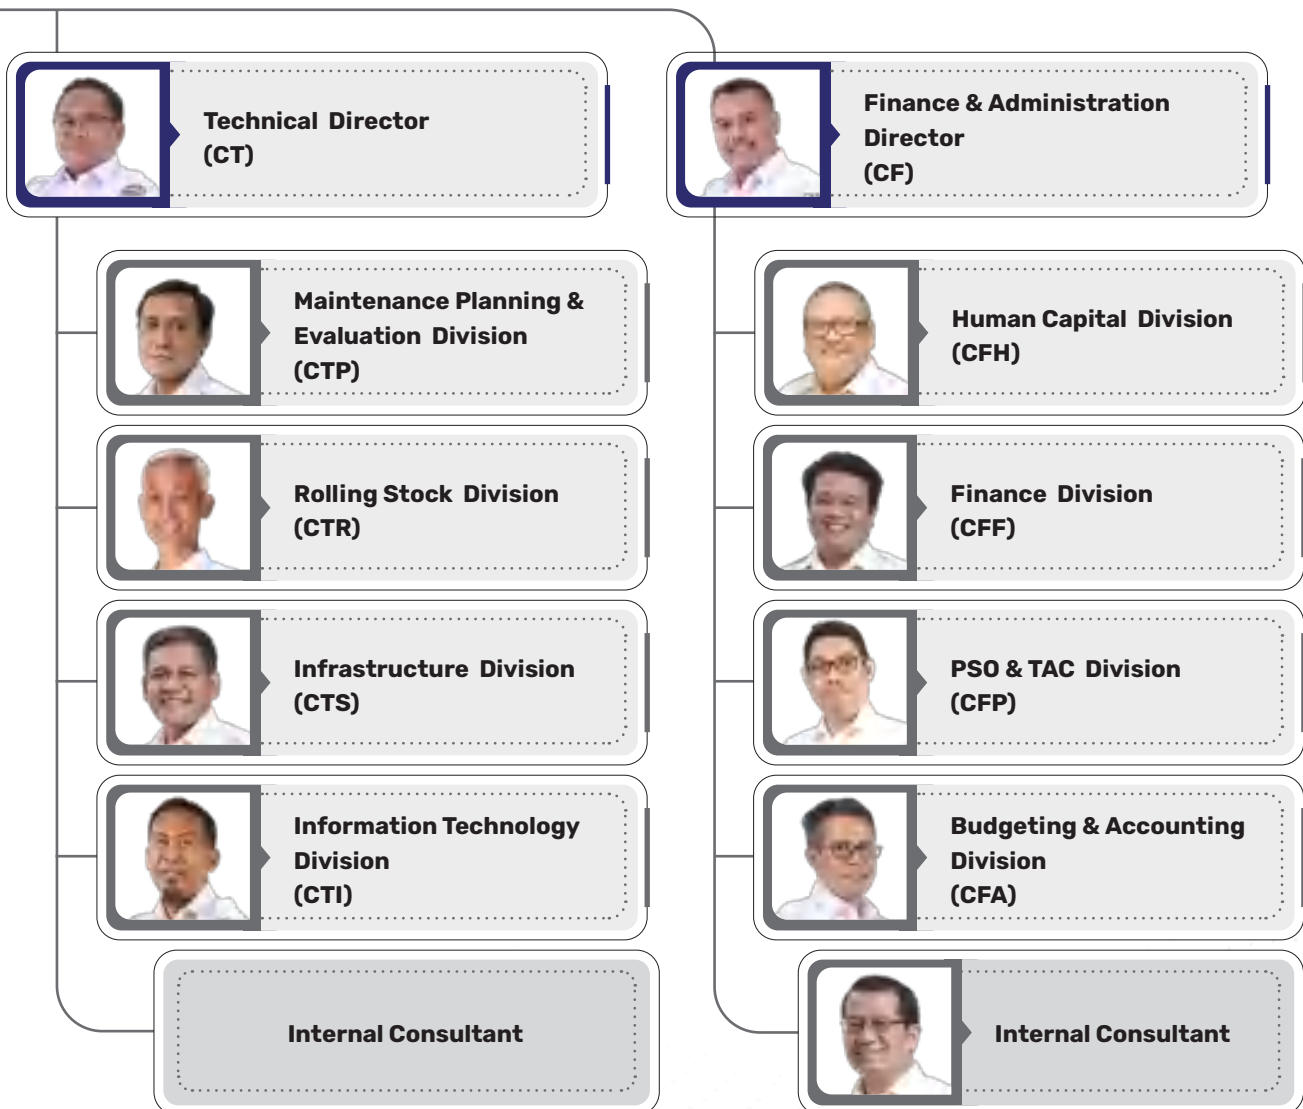 Technical Director
(CT)
Maintenance Planning &
Evaluation Division
(CTP)
Rolling Stock Division
(CTR)
Infrastructure Division
(CTS)
Information Technology
Division
(CTI)
Internal Consultant
Finance & Administration
Director
(CF)
Human Capital Division
(CFH)
Finance Division
(CFF)
PSO & TAC Division
(CFP)
Budgeting & Accounting
Division
(CFA)
Internal Consultant